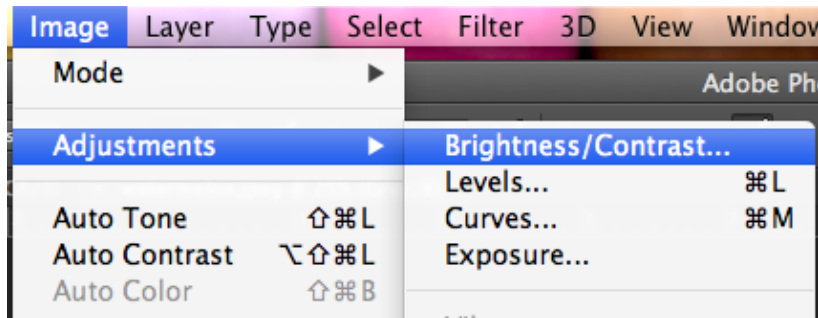 Image Layer Type Select Filter 3D View Window
Mode ▶
Adobe Ph
Adjustments ▶
Brightness/Contrast...
Levels... ⌘L
Curves... ⌘M
Exposure...
Auto Tone ⇧⌘L
Auto Contrast ⌥⇧⌘L
Auto Color ⇧⌘B